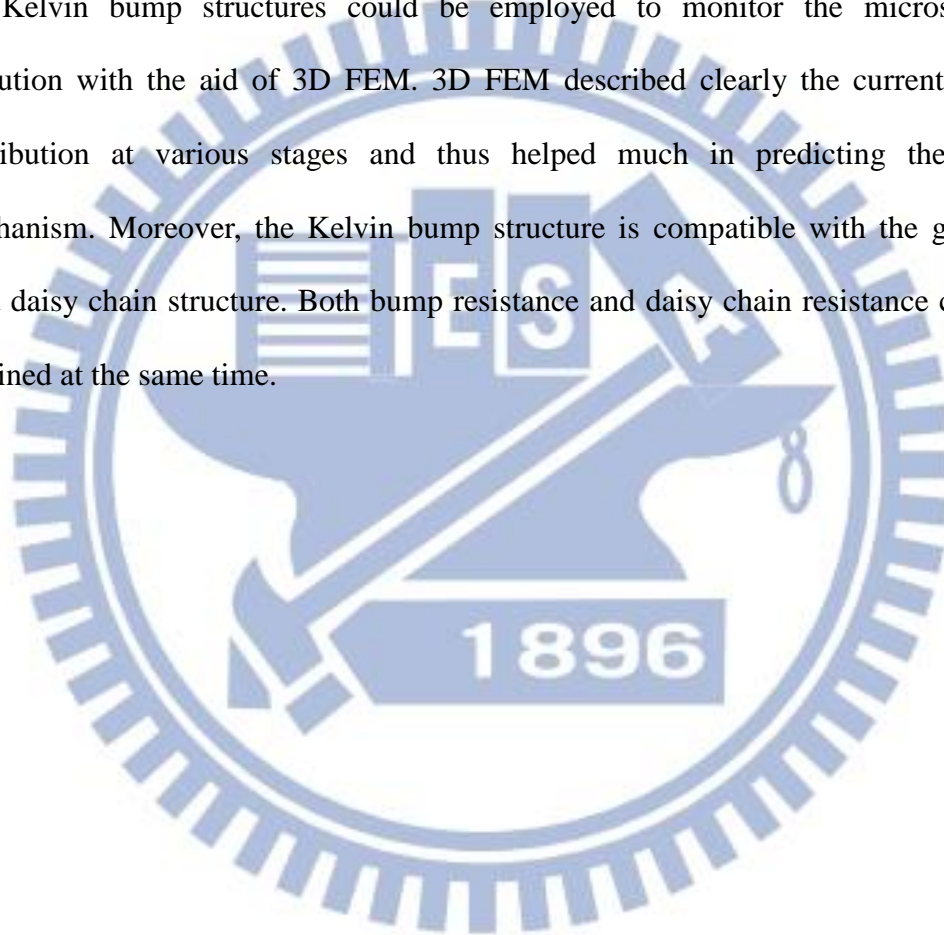 Kelvin bump structures could be employed to monitor the micros
ution with the aid of 3D FEM. 3D FEM described clearly the current
ibution at various stages and thus helped much in predicting the
hanism. Moreover, the Kelvin bump structure is compatible with the g
daisy chain structure. Both bump resistance and daisy chain resistance c
ined at the same time.
E S A
1896